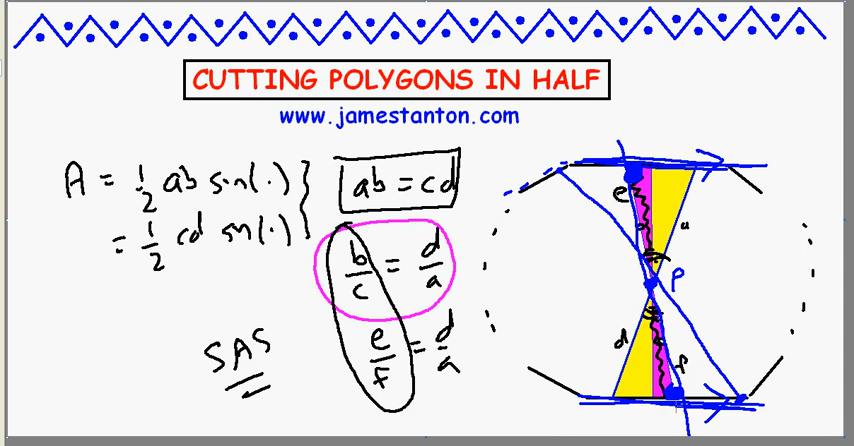 CUTTING POLYGONS IN HALF
www.jamestanton.com
A = 1/2 ab sin(·)
= 1/2 cd sin(·)
ab = cd
b/c = d/a
e/f = d/a
SAS
e
a
P
d
f